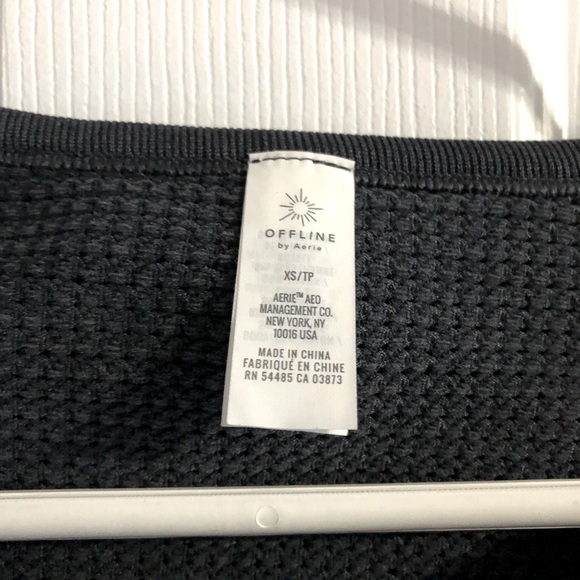 OFFLINE
by Aerie
XS/TP
AERIE™ AEO
MANAGEMENT CO.
NEW YORK, NY
10016 USA
MADE IN CHINA
FABRIQUÉ EN CHINE
RN 54485 CA 03873